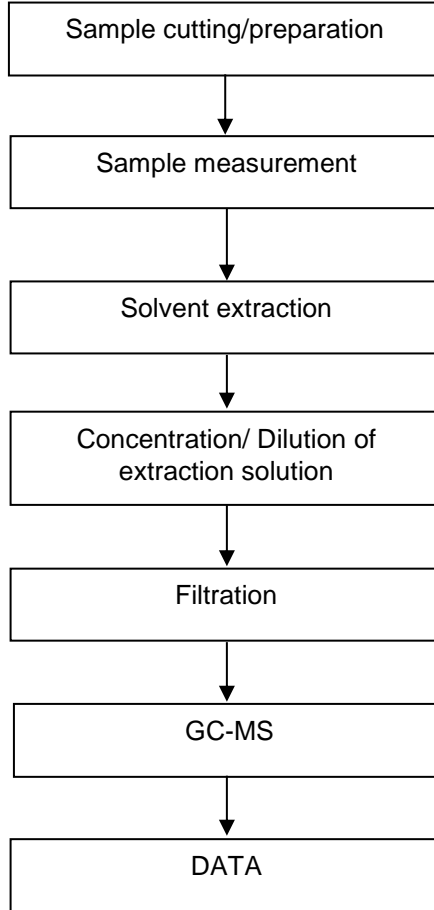 Sample cutting/preparation
Sample measurement
Solvent extraction
Concentration/ Dilution of
extraction solution
Filtration
GC-MS
DATA